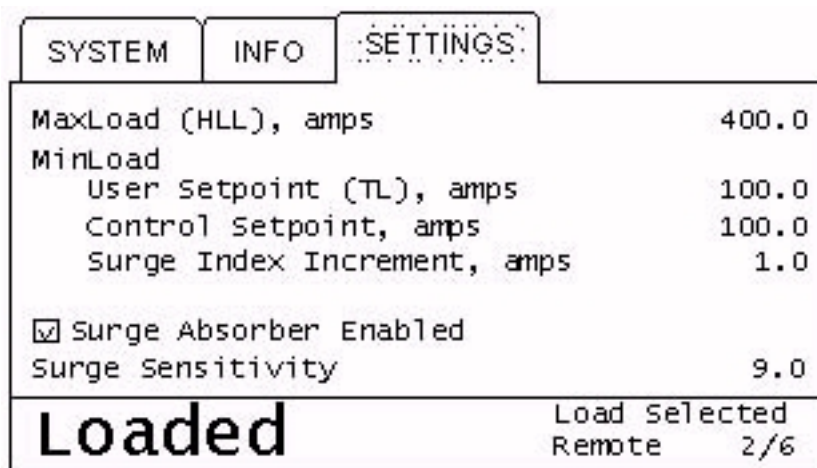 SYSTEM INFO SETTINGS
MaxLoad (HLL), amps 400.0
MinLoad
User Setpoint (TL), amps 100.0
Control Setpoint, amps 100.0
Surge Index Increment, amps 1.0
Surge Absorber Enabled
Surge Sensitivity 9.0
Loaded
Load Selected
Remote 2/6